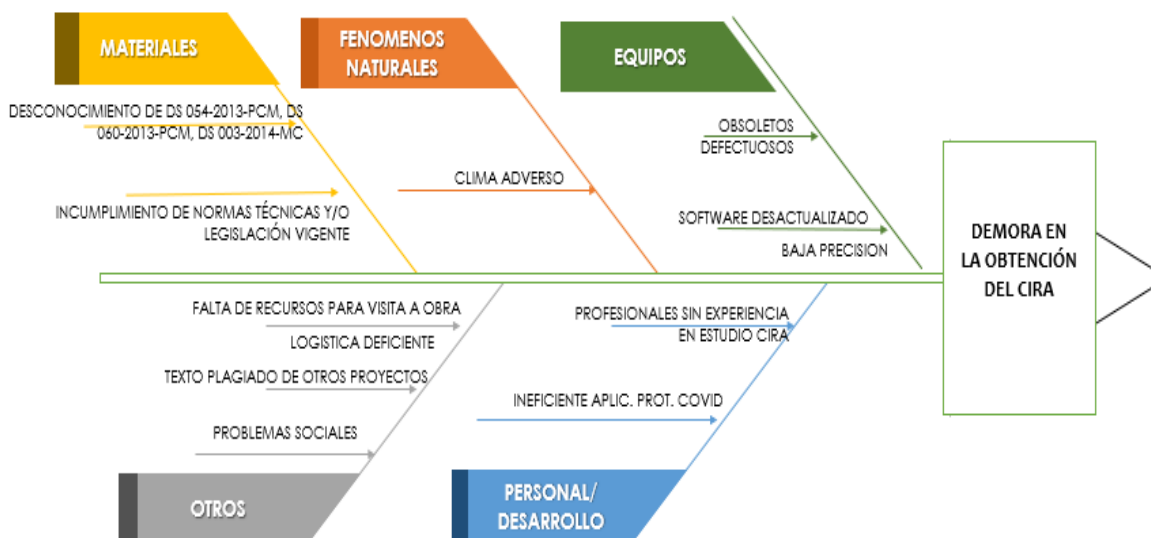 MATERIALES
FENOMENOS
NATURALES
EQUIPOS
DESCONOCIMIENTO DE DS 054-2013-PCM, DS
060-2013-PCM, DS 003-2014-MC
OBSOLETOS
DEFECTUOSOS
CLIMA ADVERSO
INCUMPLIMIENTO DE NORMAS TÉCNICAS Y/O
LEGISLACIÓN VIGENTE
SOFTWARE DESACTUALIZADO
BAJA PRECISION
DEMORA EN
LA OBTENCIÓN
DEL CIRA
FALTA DE RECURSOS PARA VISITA A OBRA
LOGISTICA DEFICIENTE
TEXTO PLAGIADO DE OTROS PROYECTOS
PROBLEMAS SOCIALES
PROFESIONALES SIN EXPERIENCIA
EN ESTUDIO CIRA
INEFICIENTE APLIC. PROT. COVID
OTROS
PERSONAL/
DESARROLLO